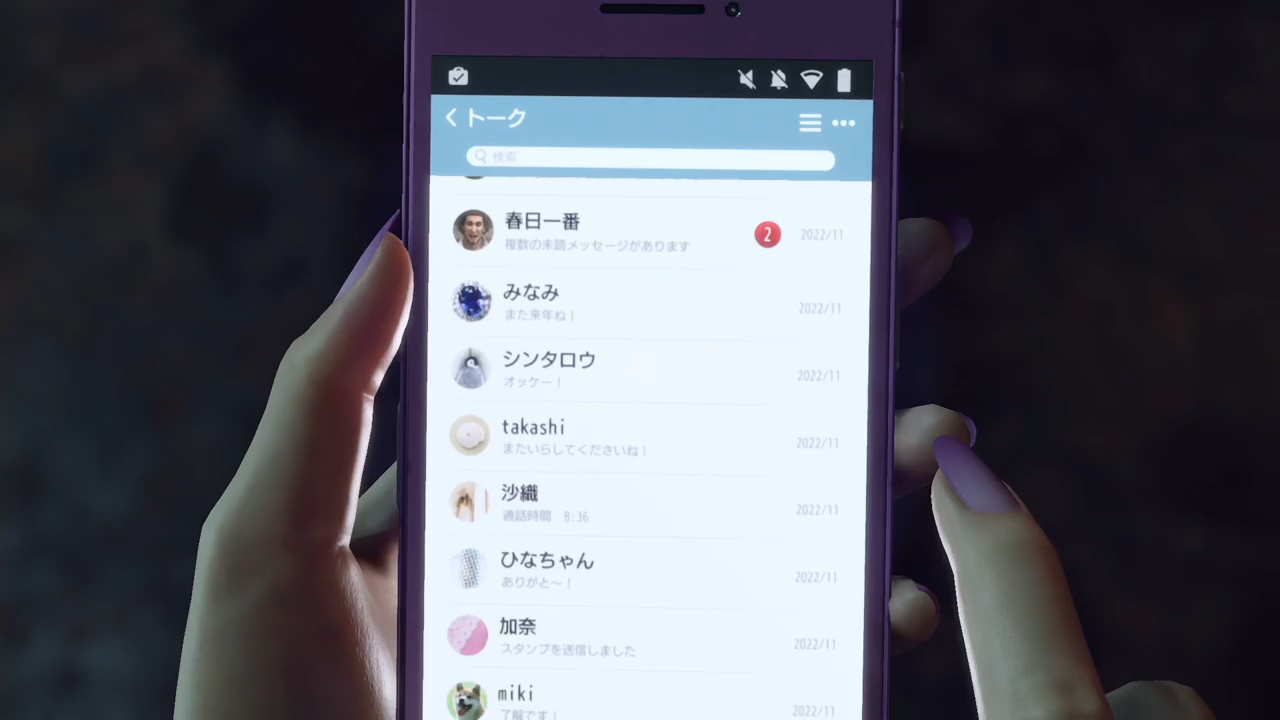 トーク
検索
春日一番
複数の未読メッセージがあります
2
2022/11
みなみ
また来年ね！
2022/11
シンタロウ
オッケー！
2022/11
takashi
またいらしてくださいね！
2022/11
沙織
通話時間 8:36
2022/11
ひなちゃん
ありがと〜！
2022/11
加奈
スタンプを送信しました
2022/11
miki
了解です！
2022/11